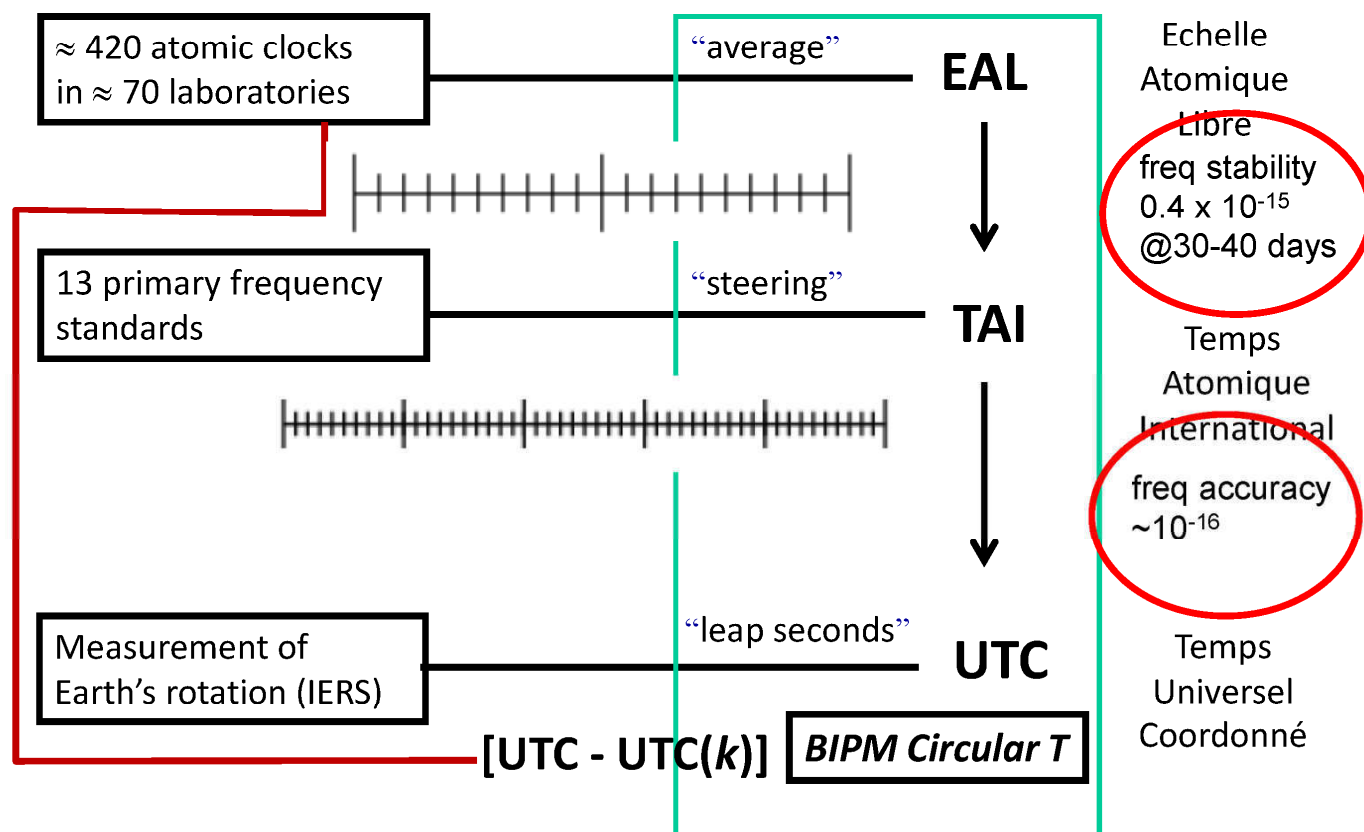 ≈ 420 atomic clocks
in ≈ 70 laboratories
“average”
EAL
Echelle
Atomique
Libre
freq stability
0.4 x 10⁻¹⁵
@30-40 days
13 primary frequency
standards
“steering”
TAI
Temps
Atomique
International
freq accuracy
~10⁻¹⁶
Measurement of
Earth’s rotation (IERS)
“leap seconds”
UTC
Temps
Universel
Coordonné
[UTC - UTC(k)]
BIPM Circular T